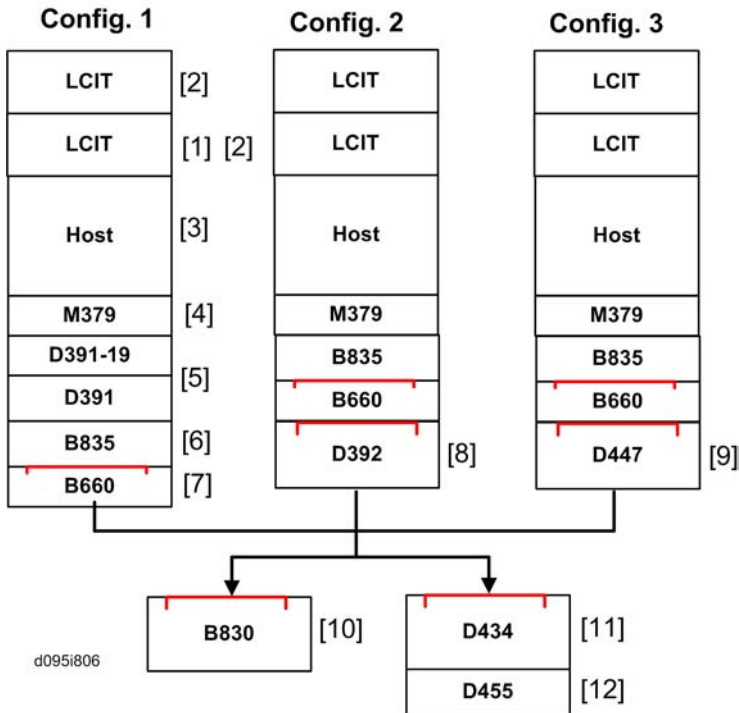 Config. 1 Config. 2 Config. 3
LCIT [2] LCIT LCIT
LCIT [1] [2] LCIT LCIT
Host [3] Host Host
M379 [4] M379 M379
D391-19 B835 B835
[5]
D391 B660 B660
B835 [6] D392 [8] D447 [9]
B660 [7]
B830 [10] D434 [11]
d095i806
D455 [12]